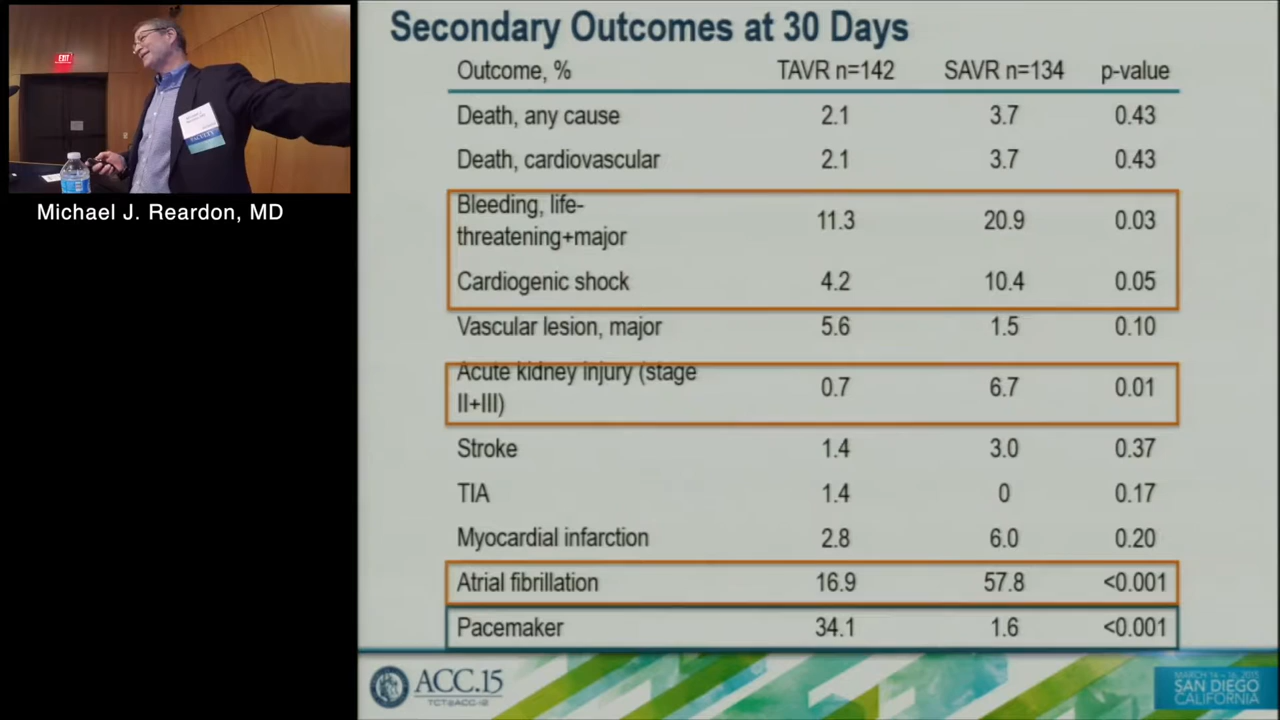 Secondary Outcomes at 30 Days
Outcome, % TAVR n=142 SAVR n=134 p-value
Death, any cause 2.1 3.7 0.43
Death, cardiovascular 2.1 3.7 0.43
Bleeding, life-
threatening+major 11.3 20.9 0.03
Cardiogenic shock 4.2 10.4 0.05
Vascular lesion, major 5.6 1.5 0.10
Acute kidney injury (stage
II+III) 0.7 6.7 0.01
Stroke 1.4 3.0 0.37
TIA 1.4 0 0.17
Myocardial infarction 2.8 6.0 0.20
Atrial fibrillation 16.9 57.8 <0.001
Pacemaker 34.1 1.6 <0.001
EXIT
FACULTY
Michael J. Reardon, MD
ACC.15
TCT@ACC-i2
SAN DIEGO
CALIFORNIA